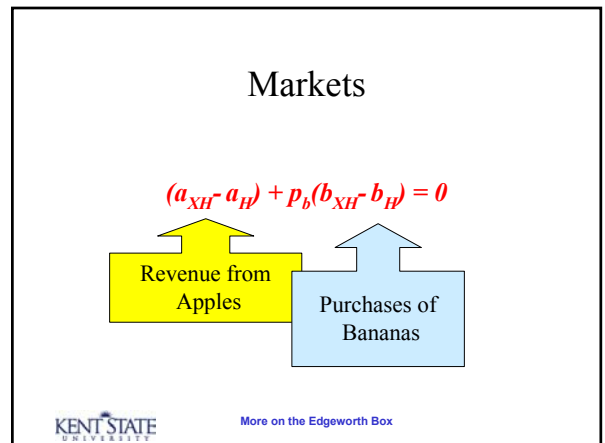 Markets
(a_XH - a_H) + p_b(b_XH - b_H) = 0
Revenue from
Apples
Purchases of
Bananas
KENT STATE
UNIVERSITY
More on the Edgeworth Box